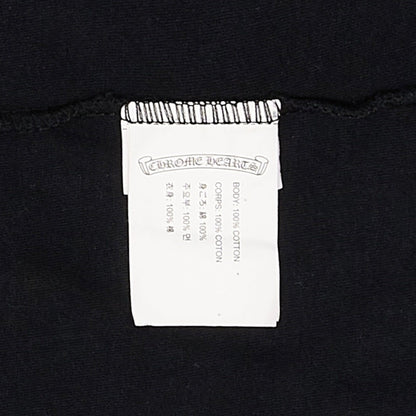 CHROME HEARTS
BODY: 100% COTTON
CORPS: 100% COTON
身ごろ: 綿 100%
주요부: 100% 면
衣身: 100% 棉